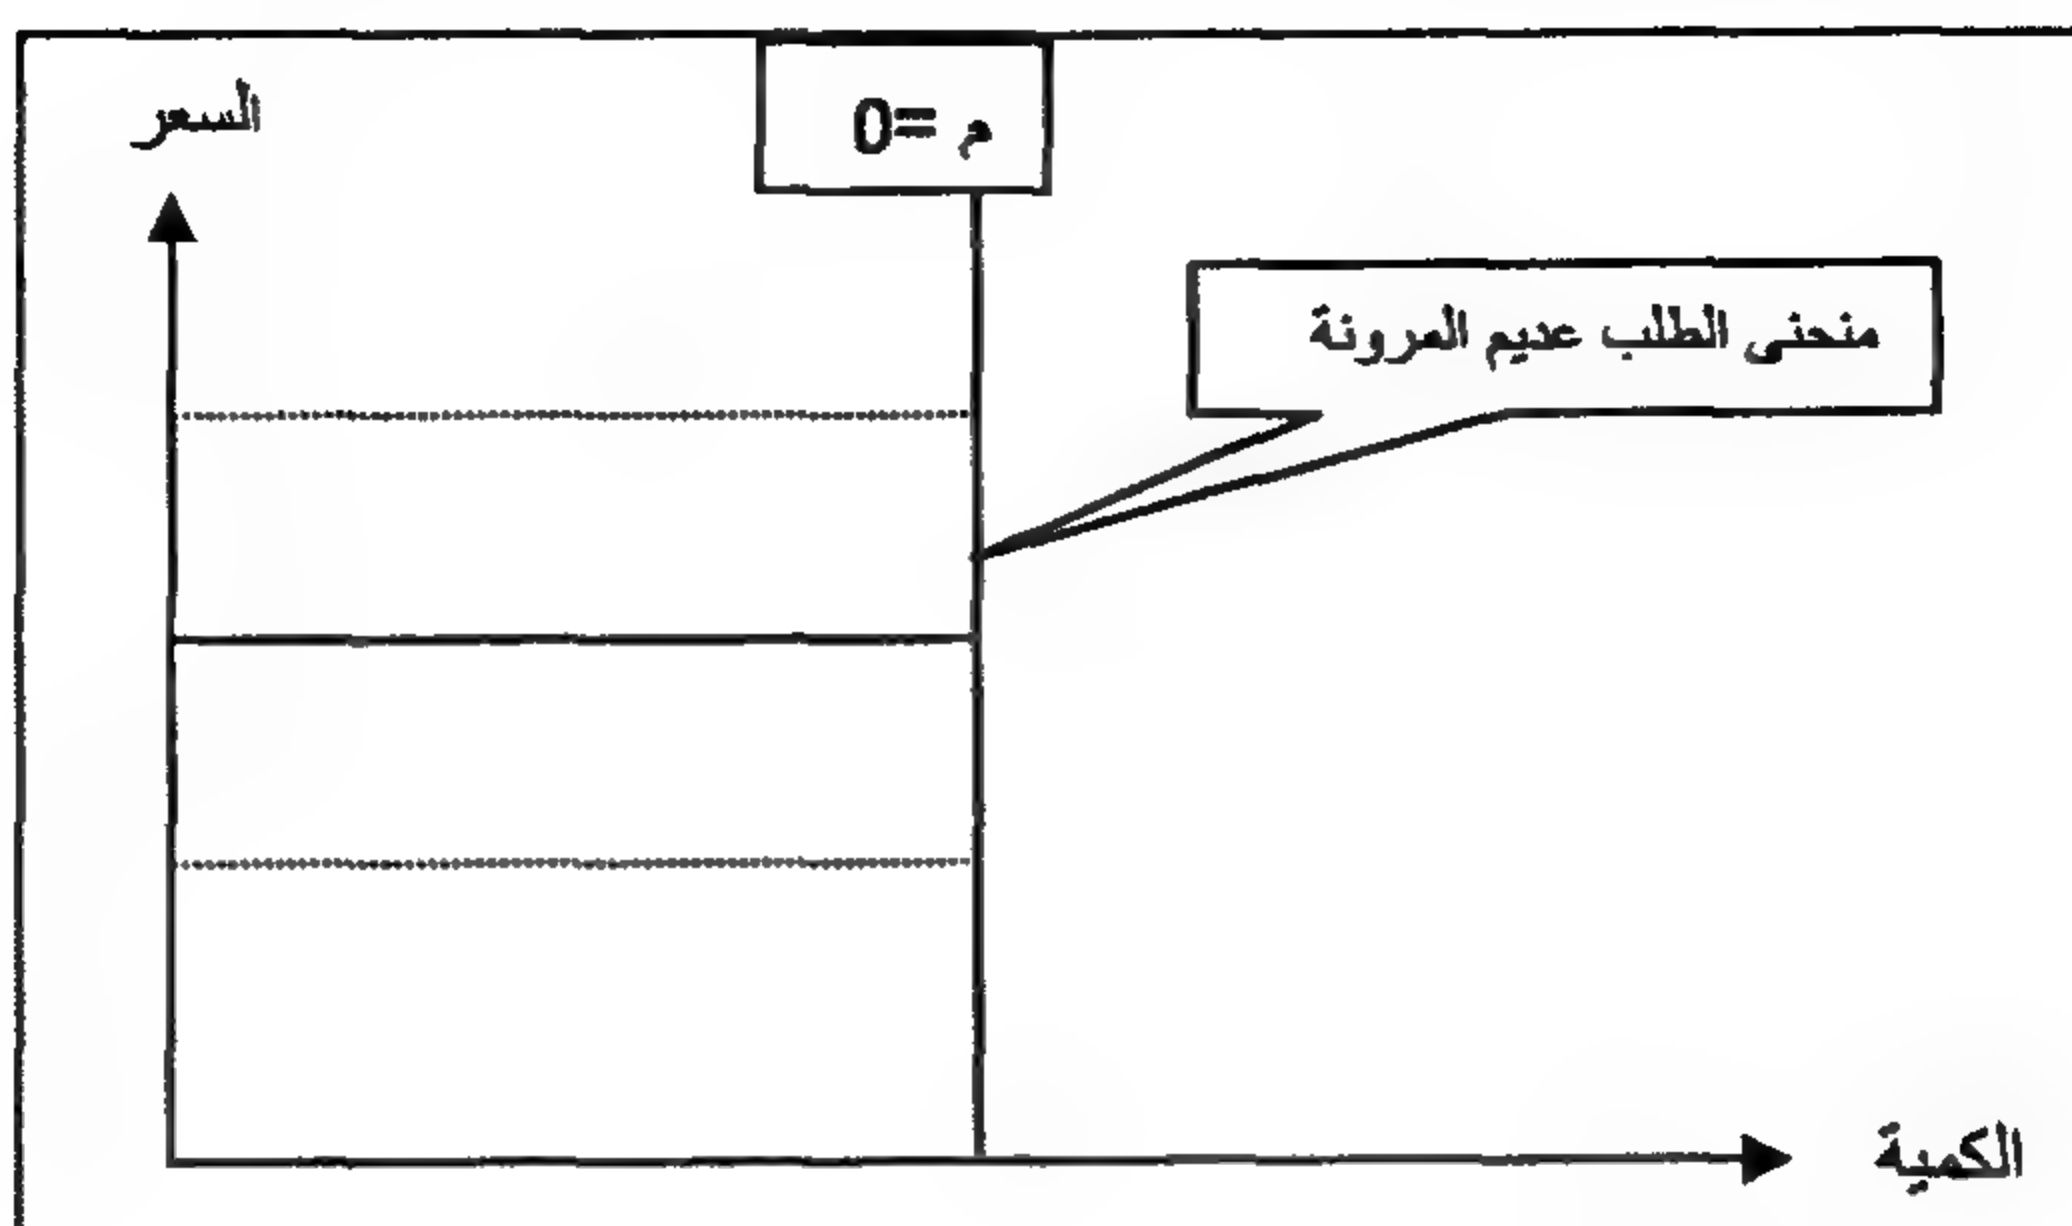 السعر
م =0
منحنى الطلب عديم المرونة
الكمية